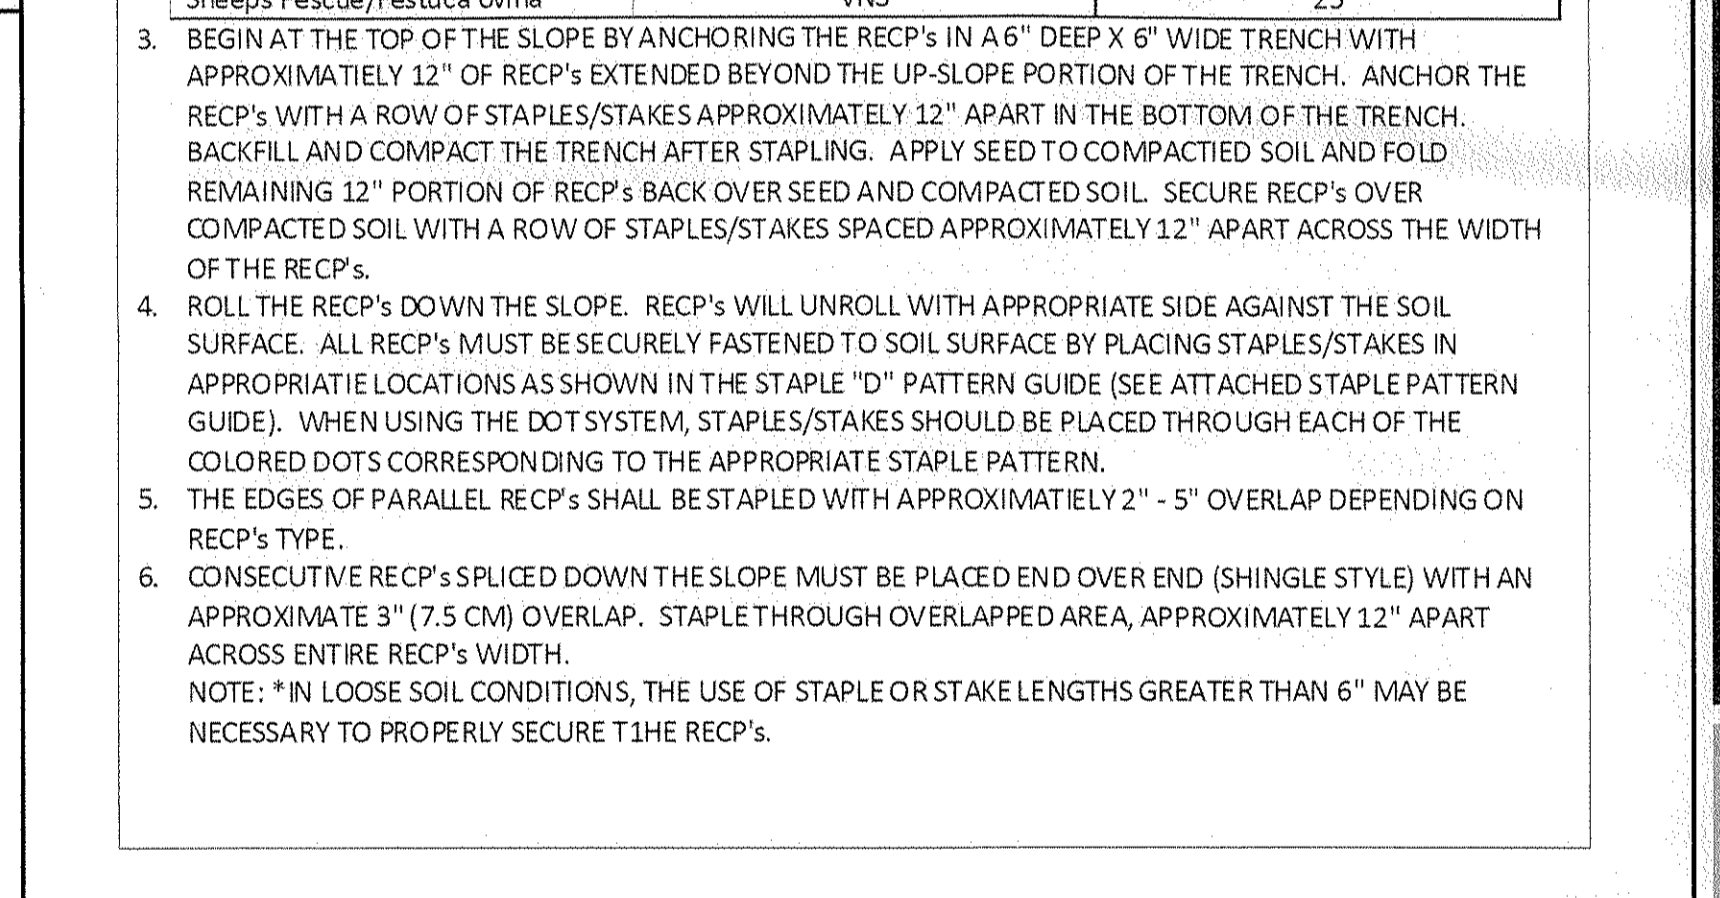 Sheeps Fescue/Festuca ovina VNS 25
3. BEGIN AT THE TOP OF THE SLOPE BY ANCHORING THE RECP's IN A 6" DEEP X 6" WIDE TRENCH WITH
APPROXIMATIELY 12" OF RECP's EXTENDED BEYOND THE UP-SLOPE PORTION OF THE TRENCH. ANCHOR THE
RECP's WITH A ROW OF STAPLES/STAKES APPROXIMATELY 12" APART IN THE BOTTOM OF THE TRENCH.
BACKFILL AND COMPACT THE TRENCH AFTER STAPLING. APPLY SEED TO COMPACTIED SOIL AND FOLD
REMAINING 12" PORTION OF RECP's BACK OVER SEED AND COMPACTED SOIL. SECURE RECP's OVER
COMPACTED SOIL WITH A ROW OF STAPLES/STAKES SPACED APPROXIMATELY 12" APART ACROSS THE WIDTH
OF THE RECP's.
4. ROLL THE RECP's DOWN THE SLOPE. RECP's WILL UNROLL WITH APPROPRIATE SIDE AGAINST THE SOIL
SURFACE. ALL RECP's MUST BE SECURELY FASTENED TO SOIL SURFACE BY PLACING STAPLES/STAKES IN
APPROPRIATIE LOCATIONS AS SHOWN IN THE STAPLE "D" PATTERN GUIDE (SEE ATTACHED STAPLE PATTERN
GUIDE). WHEN USING THE DOT SYSTEM, STAPLES/STAKES SHOULD BE PLACED THROUGH EACH OF THE
COLORED DOTS CORRESPONDING TO THE APPROPRIATE STAPLE PATTERN.
5. THE EDGES OF PARALLEL RECP's SHALL BE STAPLED WITH APPROXIMATIELY 2" - 5" OVERLAP DEPENDING ON
RECP's TYPE.
6. CONSECUTIVE RECP's SPLICED DOWN THE SLOPE MUST BE PLACED END OVER END (SHINGLE STYLE) WITH AN
APPROXIMATE 3" (7.5 CM) OVERLAP. STAPLE THROUGH OVERLAPPED AREA, APPROXIMATELY 12" APART
ACROSS ENTIRE RECP's WIDTH.
NOTE: *IN LOOSE SOIL CONDITIONS, THE USE OF STAPLE OR STAKE LENGTHS GREATER THAN 6" MAY BE
NECESSARY TO PROPERLY SECURE T1HE RECP's.